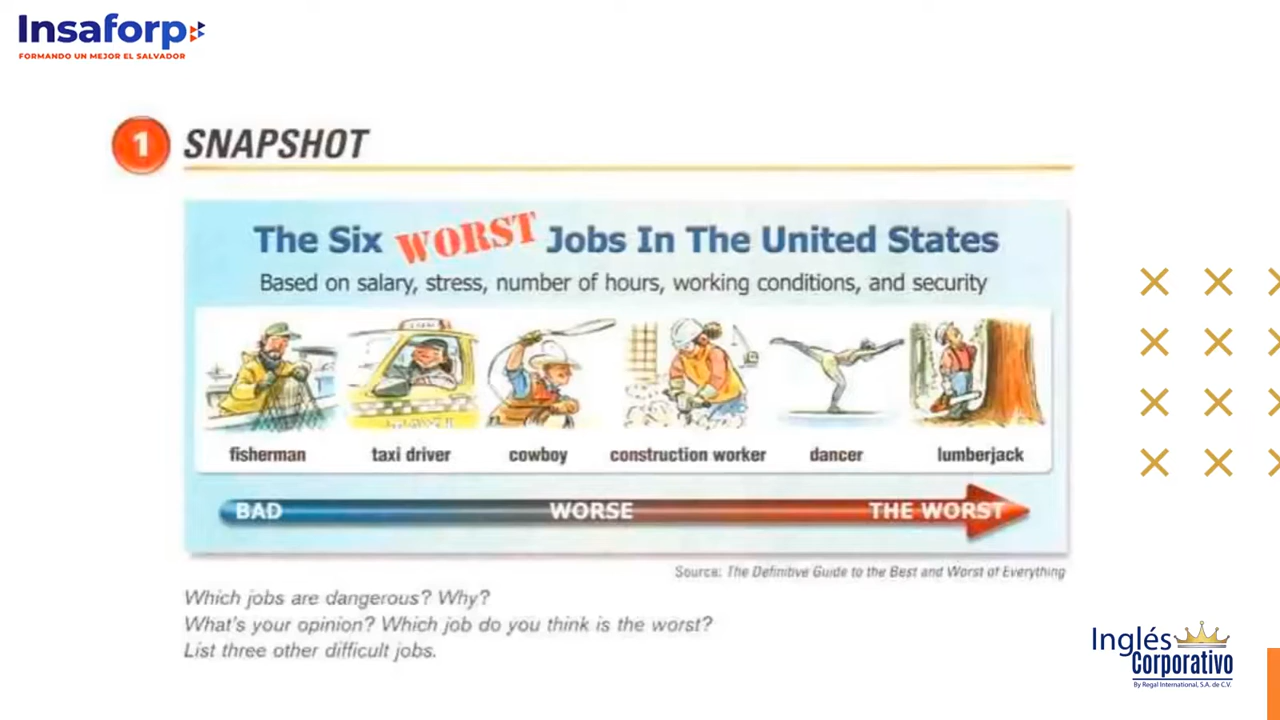 Insaforp
FORMANDO UN MEJOR EL SALVADOR
1 SNAPSHOT
The Six WORST Jobs In The United States
Based on salary, stress, number of hours, working conditions, and security
TAXI
fisherman taxi driver cowboy construction worker dancer lumberjack
BAD WORSE THE WORST
Source: The Definitive Guide to the Best and Worst of Everything
Which jobs are dangerous? Why?
What's your opinion? Which job do you think is the worst?
List three other difficult jobs.
Inglés
Corporativo
By Regal International, S.A. de C.V.